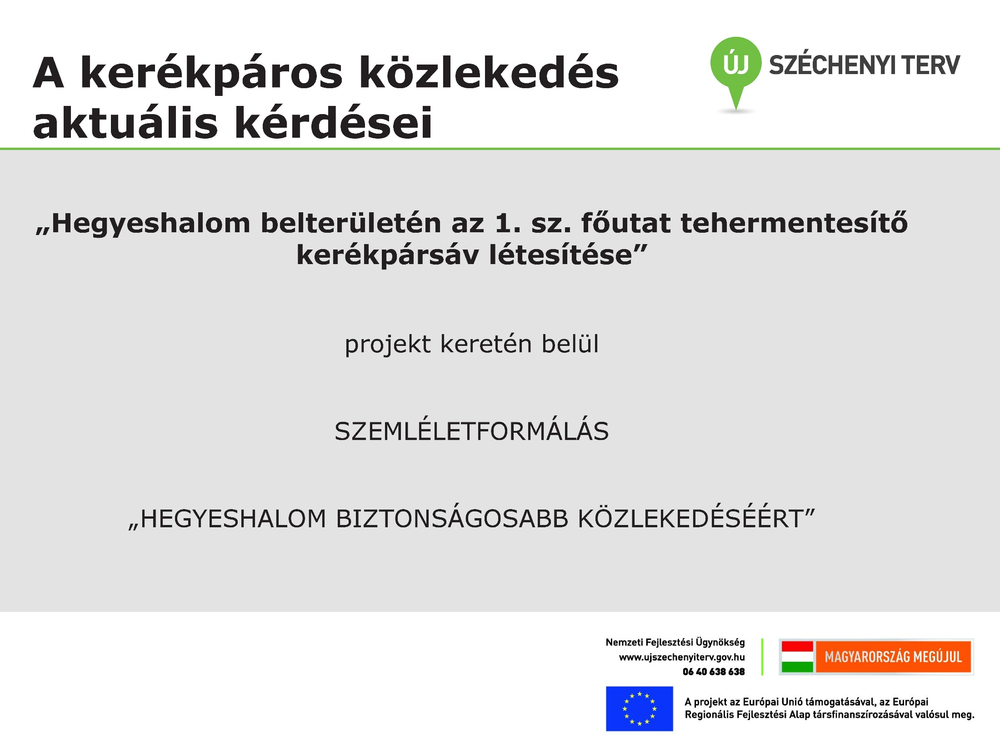 A kerékpáros közlekedés
aktuális kérdései
ÚJ SZÉCHENYI TERV
„Hegyeshalom belterületén az 1. sz. főutat tehermentesítő
kerékpársáv létesítése”
projekt keretén belül
SZEMLÉLETFORMÁLÁS
„HEGYESHALOM BIZTONSÁGOSABB KÖZLEKEDÉSÉÉRT”
Nemzeti Fejlesztési Ügynökség
www.ujszechenyiterv.gov.hu
06 40 638 638
MAGYARORSZÁG MEGÚJUL
A projekt az Európai Unió támogatásával, az Európai
Regionális Fejlesztési Alap társfinanszírozásával valósul meg.